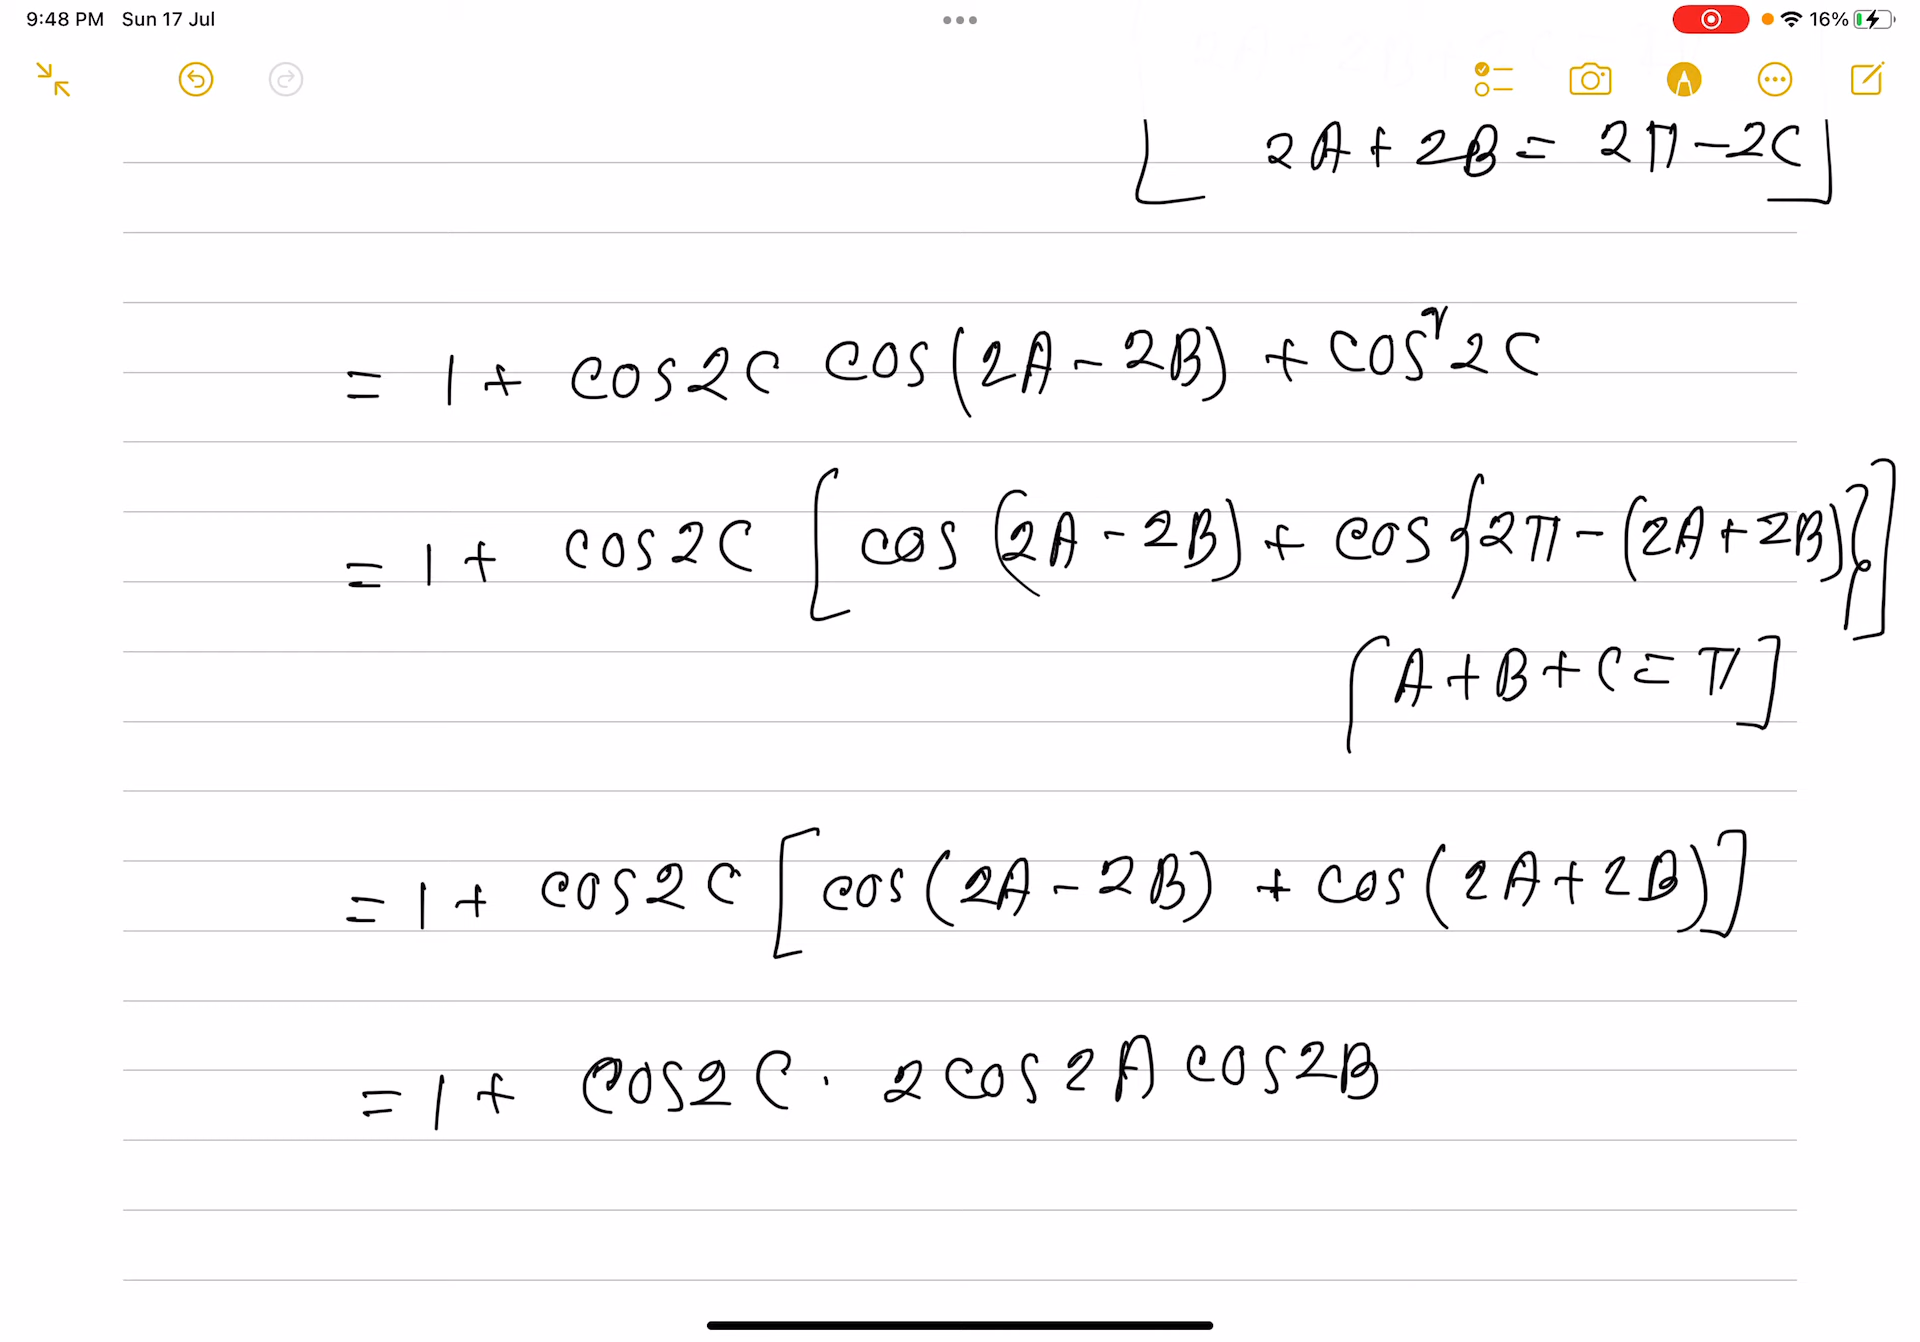 9:48 PM Sun 17 Jul 16%
[ 2A + 2B = 2π - 2C ]
= 1 + cos2C cos(2A - 2B) + cos²2C
= 1 + cos2C [ cos (2A - 2B) + cos{2π - (2A + 2B)}]
[A + B + C = π]
= 1 + cos2C [cos(2A - 2B) + cos(2A + 2B)]
= 1 + cos2C · 2cos2A cos2B